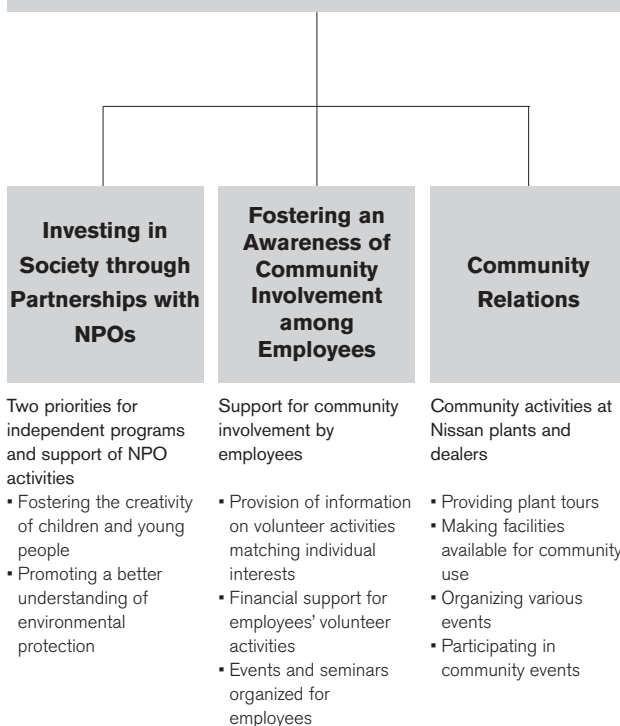 Investing in
Society through
Partnerships with
NPOs
Two priorities for
independent programs
and support of NPO
activities
▪ Fostering the creativity
of children and young
people
▪ Promoting a better
understanding of
environmental
protection
Fostering an
Awareness of
Community
Involvement
among
Employees
Support for community
involvement by
employees
▪ Provision of information
on volunteer activities
matching individual
interests
▪ Financial support for
employees' volunteer
activities
▪ Events and seminars
organized for
employees
Community
Relations
Community activities at
Nissan plants and
dealers
▪ Providing plant tours
▪ Making facilities
available for community
use
▪ Organizing various
events
▪ Participating in
community events